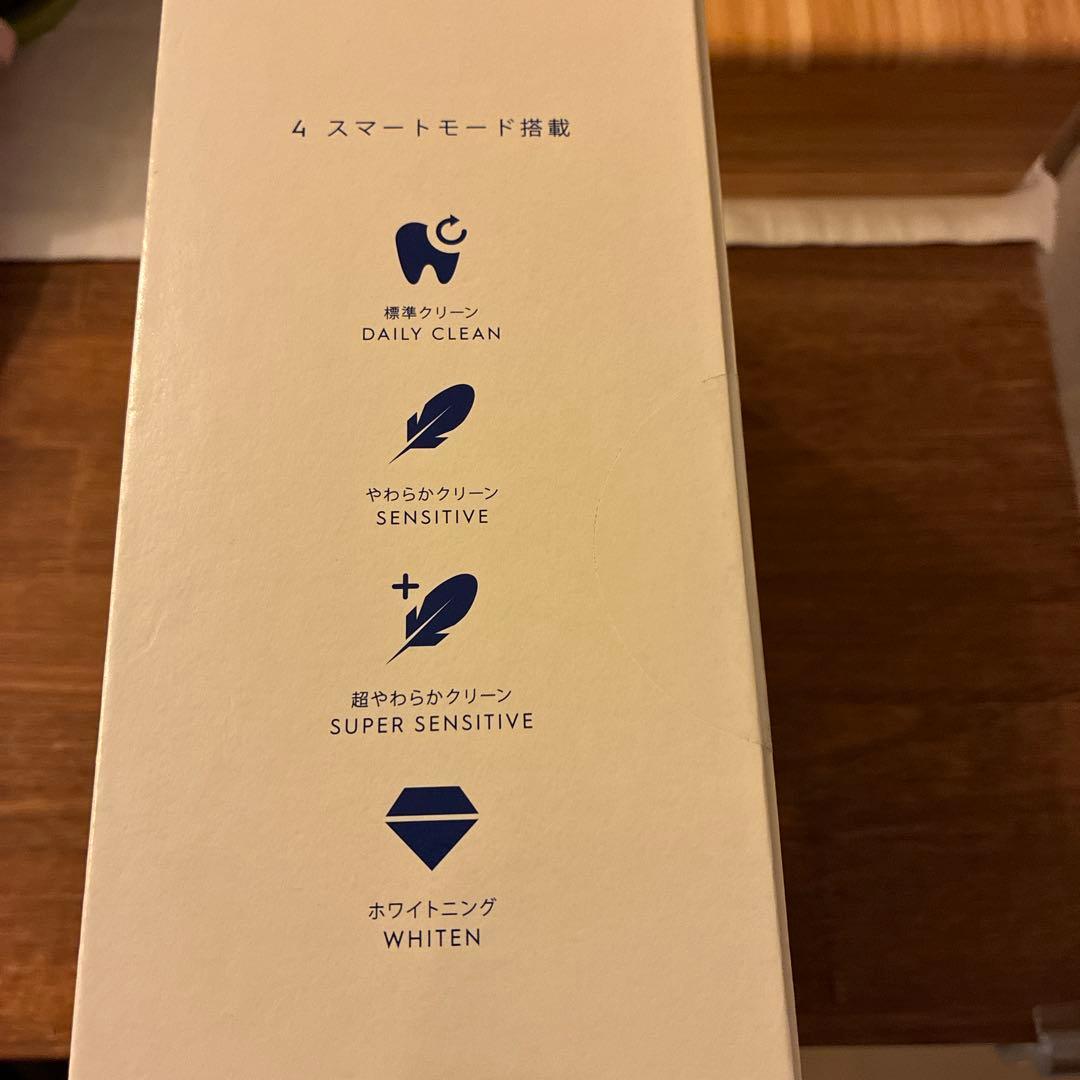 4 スマートモード搭載
標準クリーン
DAILY CLEAN
やわらかクリーン
SENSITIVE
超やわらかクリーン
SUPER SENSITIVE
ホワイトニング
WHITEN